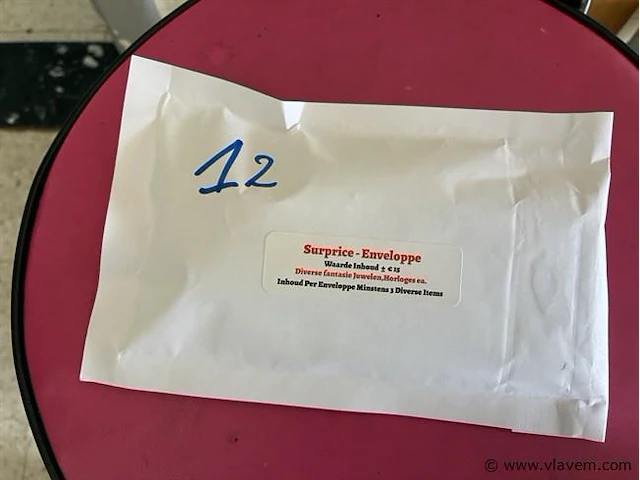 12
Surprice - Enveloppe
Waarde Inhoud ± € 15
Diverse fantasie Juwelen,Horloges ea.
Inhoud Per Enveloppe Minstens 3 Diverse Items
© www.vlavem.com